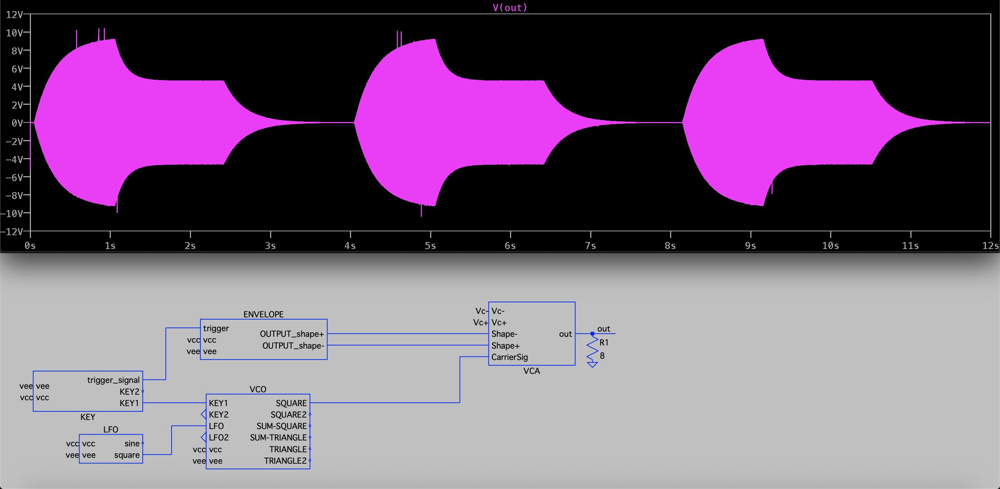 V(out)
12V
10V
8V
6V
4V
2V
0V
−2V
−4V
−6V
−8V
−10V
−12V
0s 1s 2s 3s 4s 5s 6s 7s 8s 9s 10s 11s 12s
ENVELOPE
trigger
vcc vcc
vee vee
OUTPUT_shape+
OUTPUT_shape-
Vc- Vc-
Vc+ Vc+
Shape-
Shape+
CarrierSig
out
VCA
out
R1
8
trigger_signal
vee vee
KEY2
vcc vcc
KEY1
KEY
LFO
vcc vcc sine
vee vee square
VCO
KEY1 SQUARE
KEY2 SQUARE2
LFO SUM-SQUARE
LFO2 SUM-TRIANGLE
vcc vcc TRIANGLE
vee vee TRIANGLE2